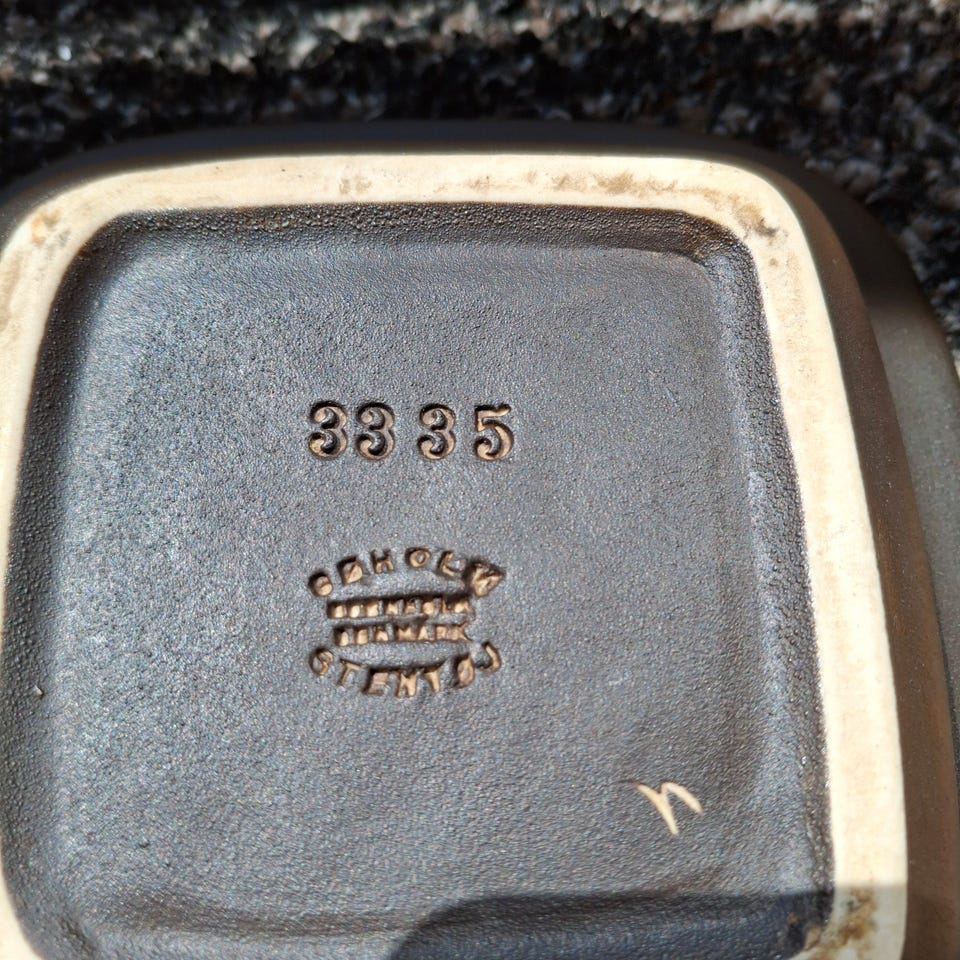 3335
SØHOLM
BORNHOLM
DENMARK
STENTØJ
n